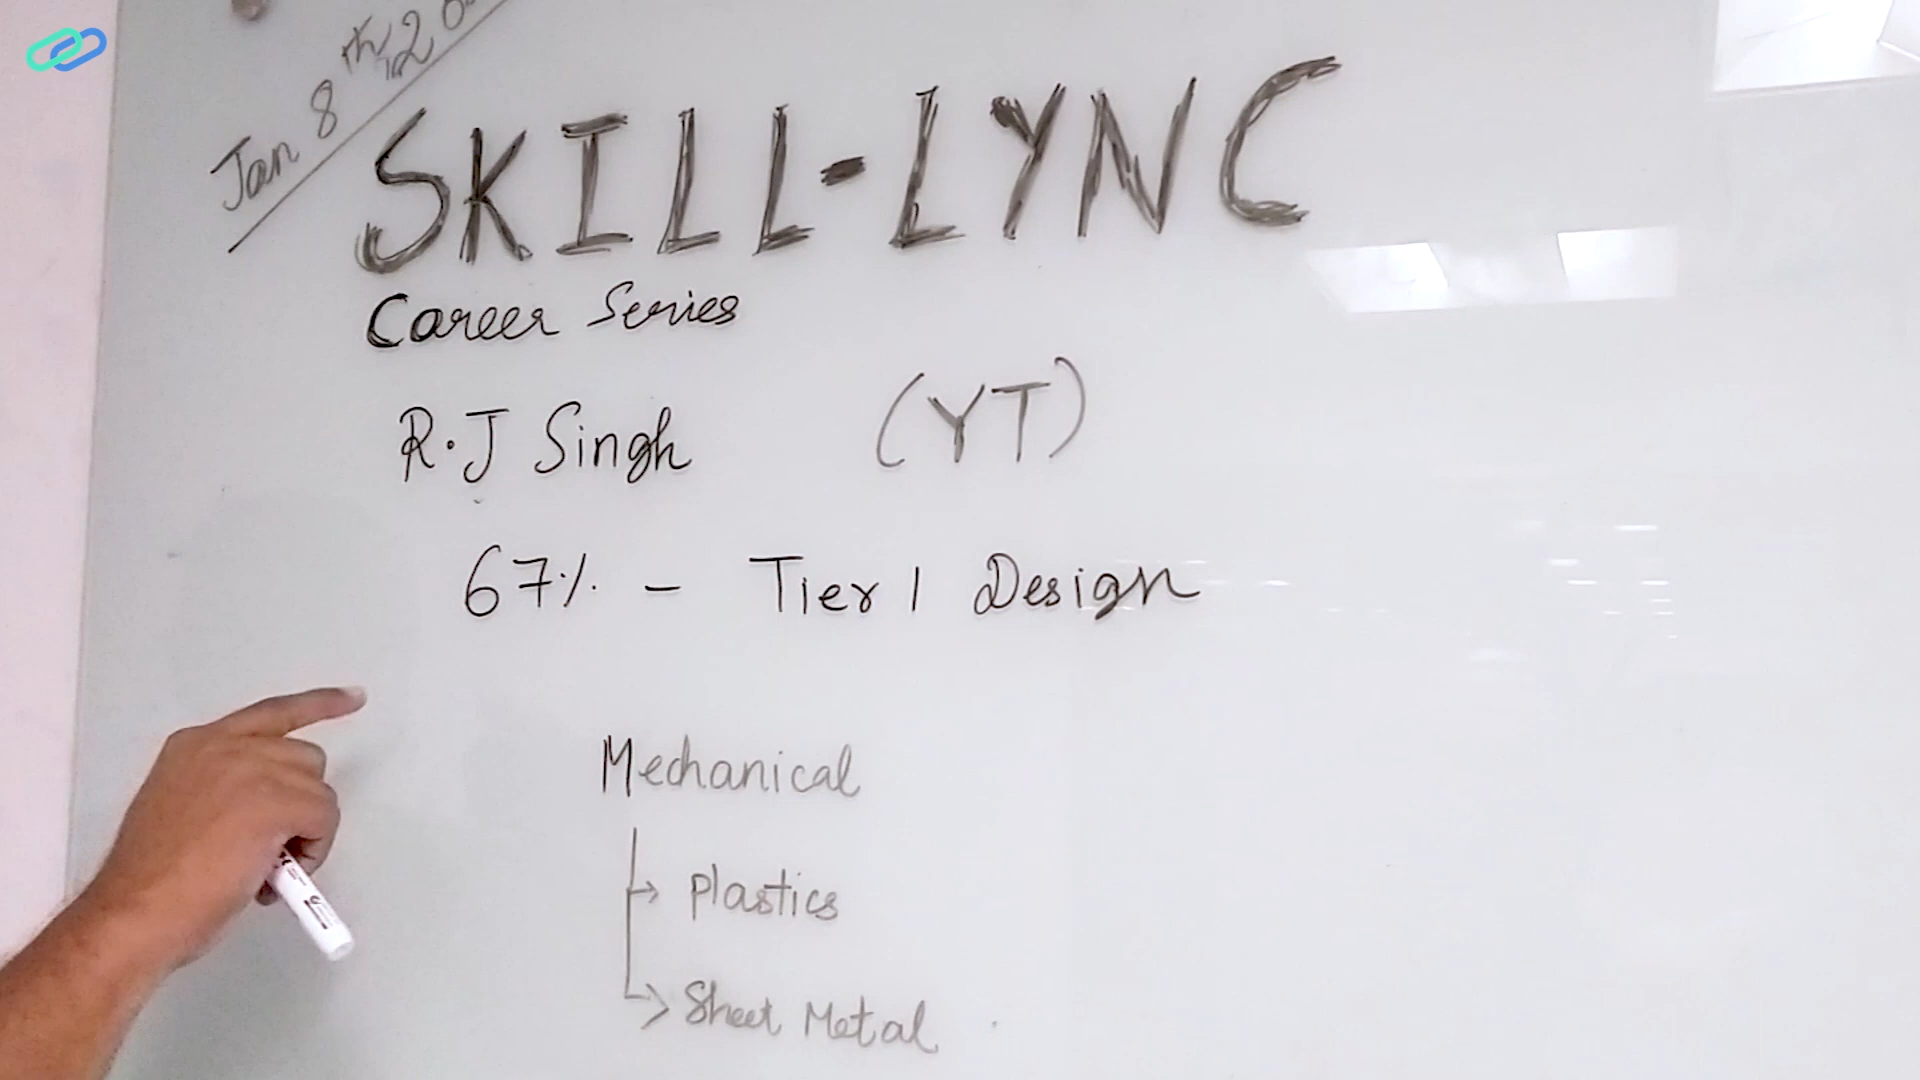 Jan 8th
SKILL-LYNC
Career Series
R.J Singh (YT)
67% - Tier 1 Design
Mechanical
→ Plastics
→ Sheet Metal